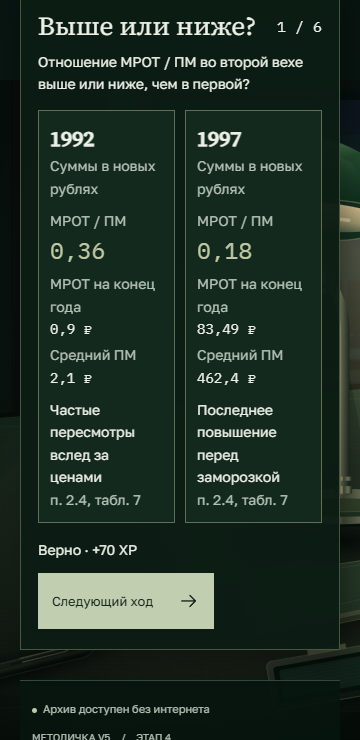 Выше или ниже? 1 / 6
Отношение МРОТ / ПМ во второй вехе
выше или ниже, чем в первой?
1992
Суммы в новых
рублях
МРОТ / ПМ
0,36
МРОТ на конец
года
0,9 ₽
Средний ПМ
2,1 ₽
Частые
пересмотры
вслед за
ценами
п. 2.4, табл. 7
1997
Суммы в новых
рублях
МРОТ / ПМ
0,18
МРОТ на конец
года
83,49 ₽
Средний ПМ
462,4 ₽
Последнее
повышение
перед
заморозкой
п. 2.4, табл. 7
Верно · +70 XP
Следующий ход →
• Архив доступен без интернета
МЕТОДИЧКА V5 / ЭТАП 4